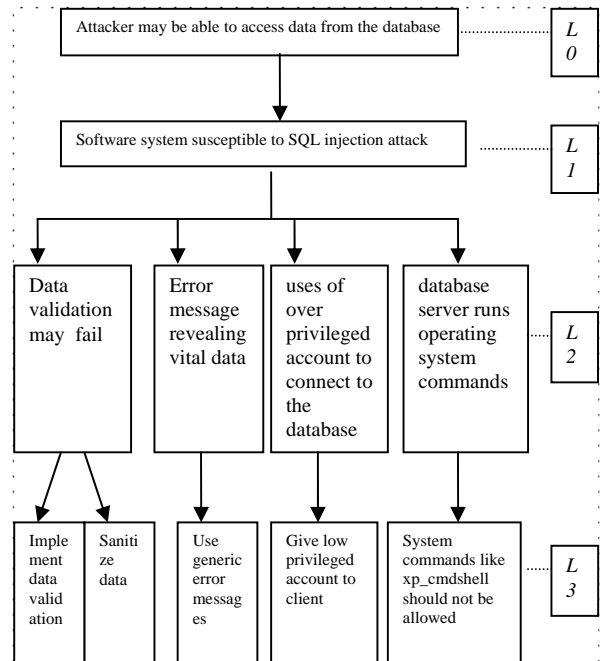 Attacker may be able to access data from the database
L
0
Software system susceptible to SQL injection attack
L
1
Data
validation
may fail
Error
message
revealing
vital data
uses of
over
privileged
account to
connect to
the
database
database
server runs
operating
system
commands
L
2
Imple
ment
data
valid
ation
Saniti
ze
data
Use
generic
error
messag
es
Give low
privileged
account to
client
System
commands like
xp_cmdshell
should not be
allowed
L
3